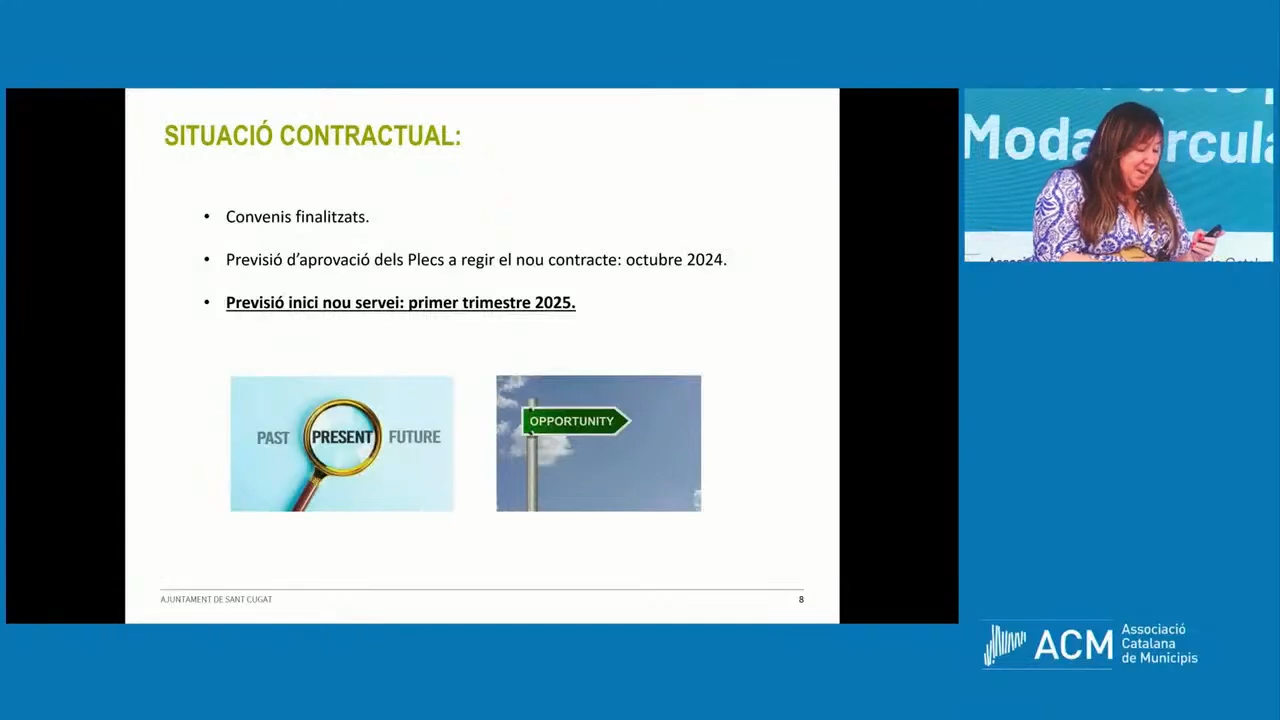 SITUACIÓ CONTRACTUAL:
• Convenis finalitzats.
• Previsió d'aprovació dels Plecs a regir el nou contracte: octubre 2024.
• Previsió inici nou servei: primer trimestre 2025.
PAST PRESENT FUTURE
OPPORTUNITY
AJUNTAMENT DE SANT CUGAT
8
Moda Circula
ACM Associació
Catalana
de Municipis